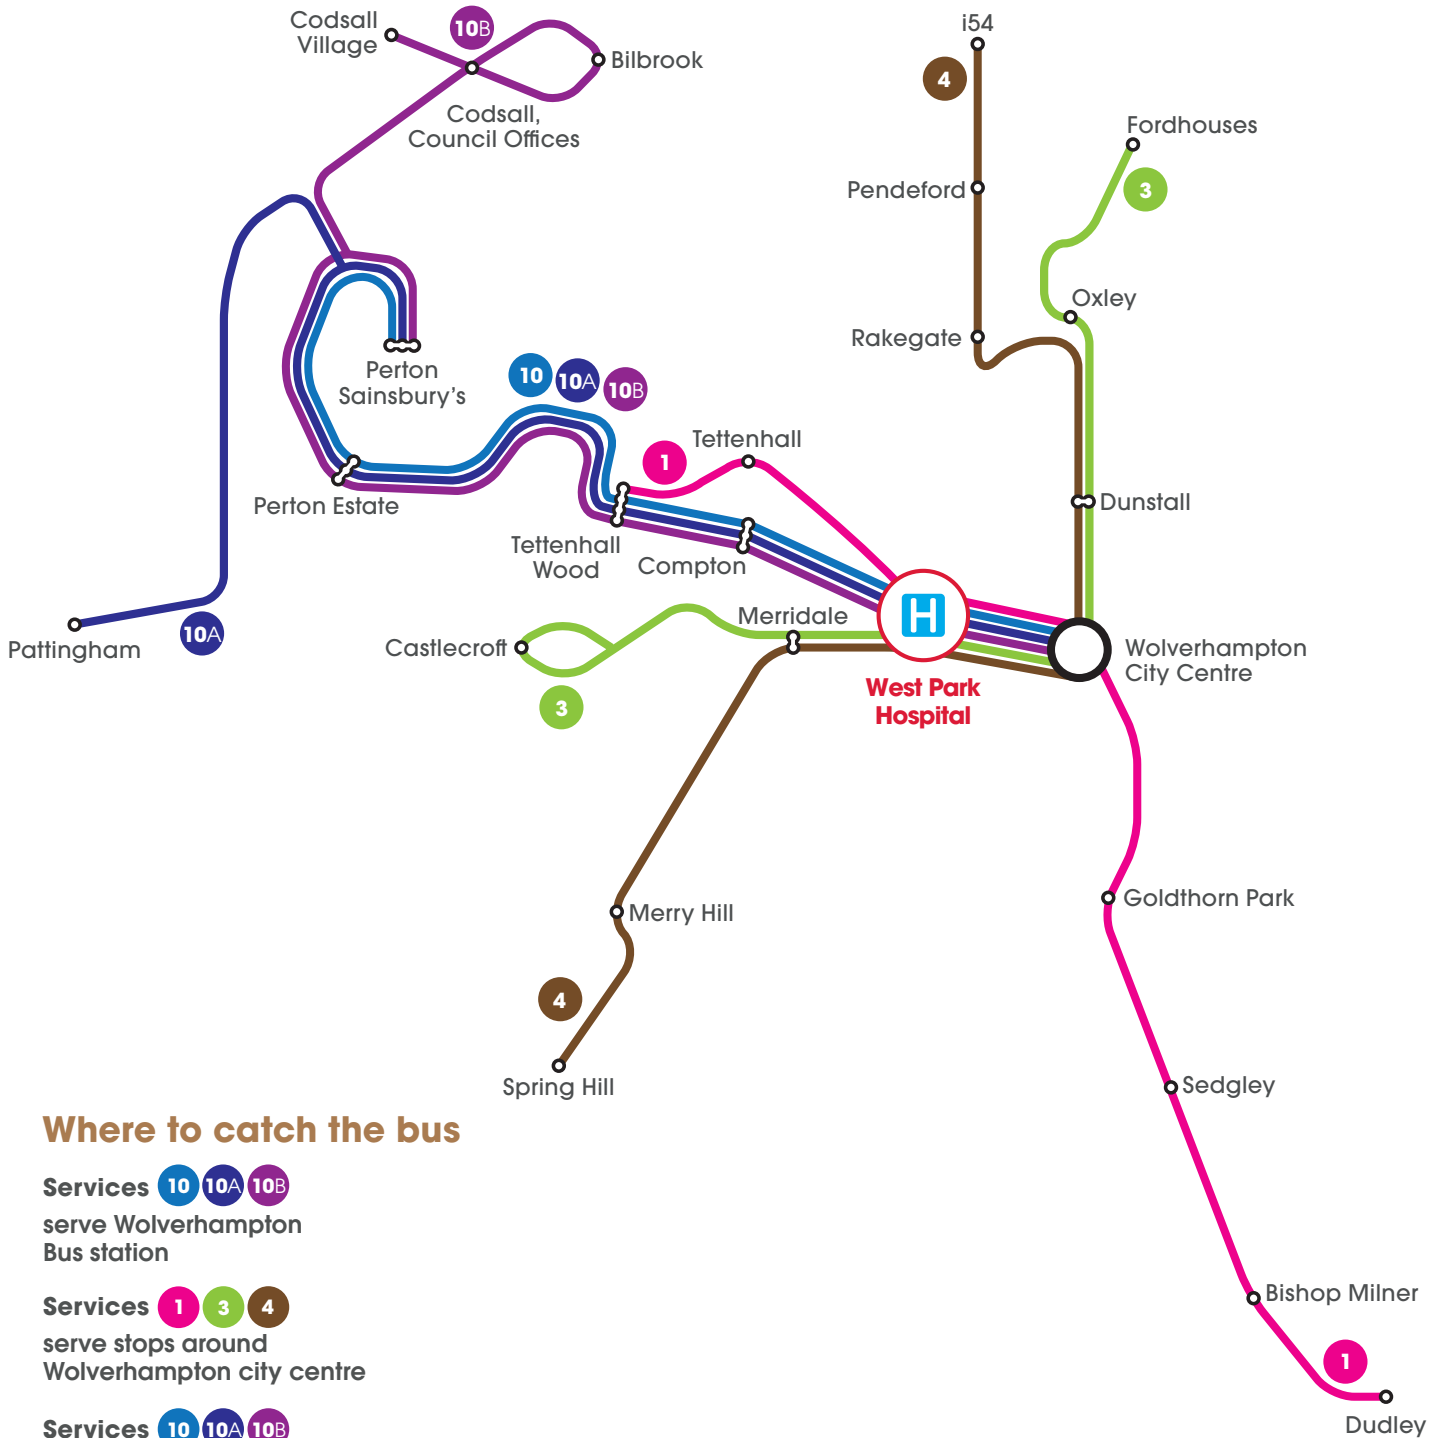 Codsall
Village
10B
Bilbrook
Codsall,
Council Offices
i54
4
Fordhouses
3
Pendeford
Oxley
Rakegate
Perton
Sainsbury's
10
10A
10B
1
Tettenhall
Perton Estate
Dunstall
Tettenhall
Wood
Compton
Merridale
H
Pattingham
10A
Castlecroft
3
West Park
Hospital
Wolverhampton
City Centre
Goldthorn Park
Merry Hill
4
Spring Hill
Sedgley
Bishop Milner
1
Dudley
Where to catch the bus
Services 10 10A 10B
serve Wolverhampton
Bus station
Services 1 3 4
serve stops around
Wolverhampton city centre
Services 10 10A 10B